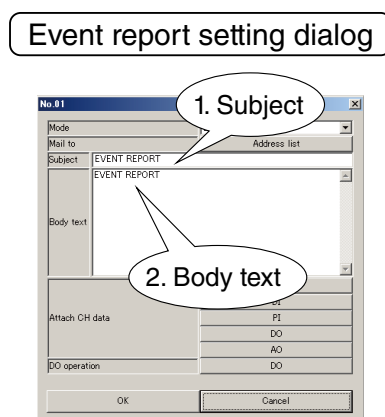 Event report setting dialog
No.01
1. Subject
Mode
Mail to
Address list
Subject
EVENT REPORT
Body text
EVENT REPORT
2. Body text
Attach CH data
DI
PI
DO
AO
DO operation
DO
OK
Cancel